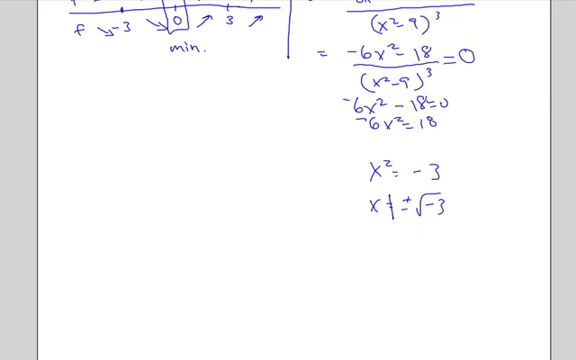 f ↘ -3 ↘ 0 ↗ 3 ↗
min.
(x²-9)³
= -6x²-18 / (x²-9)³ = 0
-6x² - 18 = 0
-6x² = 18
x² = -3
x ≠ ±√-3